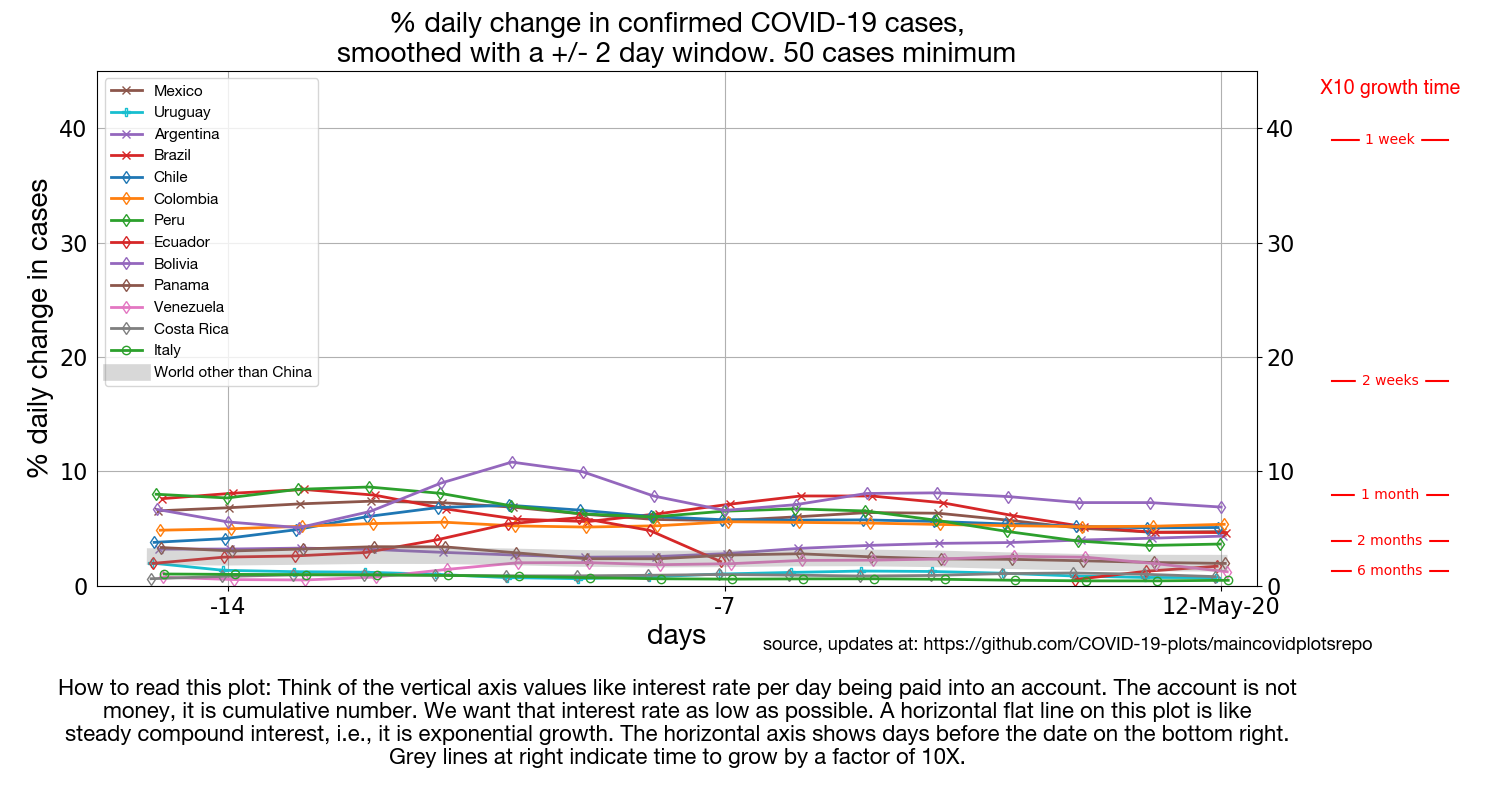 % daily change in confirmed COVID-19 cases,
smoothed with a +/- 2 day window. 50 cases minimum
X10 growth time
Mexico
Uruguay
Argentina
Brazil
Chile
Colombia
Peru
Ecuador
Bolivia
Panama
Venezuela
Costa Rica
Italy
World other than China
% daily change in cases
40
30
20
10
0
40
30
20
10
0
1 week
2 weeks
1 month
2 months
6 months
-14
-7
12-May-20
days
source, updates at: https://github.com/COVID-19-plots/maincovidplotsrepo
How to read this plot: Think of the vertical axis values like interest rate per day being paid into an account. The account is not
money, it is cumulative number. We want that interest rate as low as possible. A horizontal flat line on this plot is like
steady compound interest, i.e., it is exponential growth. The horizontal axis shows days before the date on the bottom right.
Grey lines at right indicate time to grow by a factor of 10X.